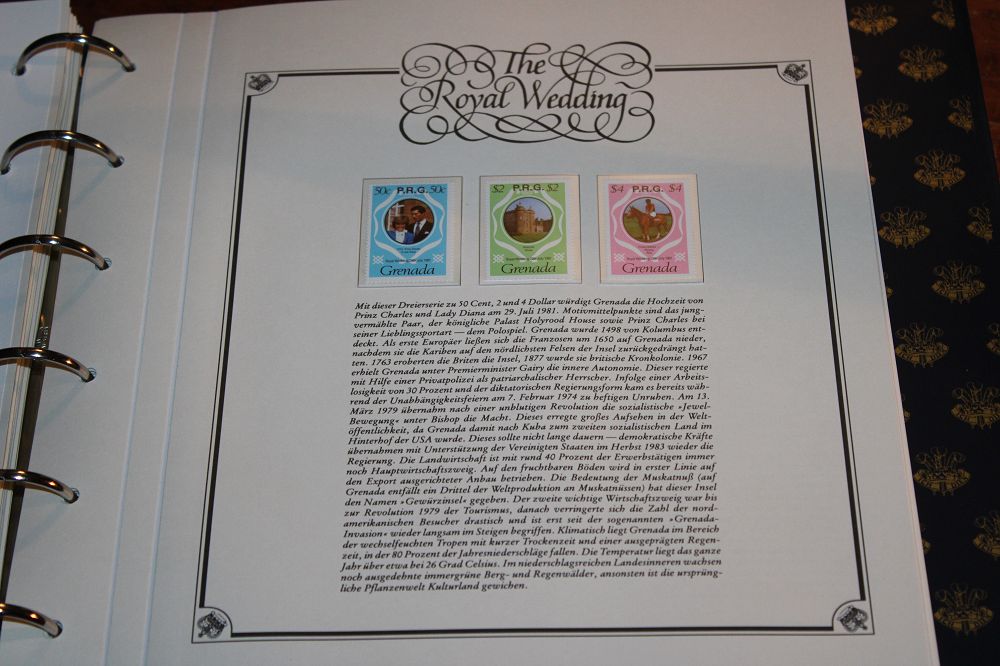 The
Royal Wedding
50c P.R.G. 50c
Grenada
$2 P.R.G. $2
Grenada
$4 P.R.G. $4
Grenada
Mit dieser Dreierserie zu 50 Cent, 2 und 4 Dollar würdigt Grenada die Hochzeit von
Prinz Charles und Lady Diana am 29. Juli 1981. Motivmittelpunkte sind das jung-
vermählte Paar, der königliche Palast Holyrood House sowie Prinz Charles bei
seiner Lieblingssportart — dem Polospiel. Grenada wurde 1498 von Kolumbus ent-
deckt. Als erste Europäer ließen sich die Franzosen um 1650 auf Grenada nieder,
nachdem sie die Kariben auf den nördlichsten Felsen der Insel zurückgedrängt hat-
ten. 1763 eroberten die Briten die Insel, 1877 wurde sie britische Kronkolonie. 1967
erhielt Grenada unter Premierminister Gairy die innere Autonomie. Dieser regierte
mit Hilfe einer Privatpolizei als patriarchalischer Herrscher. Infolge einer Arbeits-
losigkeit von 30 Prozent und der diktatorischen Regierungsform kam es bereits wäh-
rend der Unabhängigkeitsfeiern am 7. Februar 1974 zu heftigen Unruhen. Am 13.
März 1979 übernahm nach einer unblutigen Revolution die sozialistische »Jewel-
Bewegung« unter Bishop die Macht. Dieses erregte großes Aufsehen in der Welt-
öffentlichkeit, da Grenada damit nach Kuba zum zweiten sozialistischen Land im
Hinterhof der USA wurde. Dieses sollte nicht lange dauern — demokratische Kräfte
übernahmen mit Unterstützung der Vereinigten Staaten im Herbst 1983 wieder die
Regierung. Die Landwirtschaft ist mit rund 40 Prozent der Erwerbstätigen immer
noch Hauptwirtschaftszweig. Auf den fruchtbaren Böden wird in erster Linie auf
den Export ausgerichteter Anbau betrieben. Die Bedeutung der Muskatnuß (auf
Grenada entfällt ein Drittel der Weltproduktion an Muskatnüssen) hat dieser Insel
den Namen »Gewürzinsel« gegeben. Der zweite wichtige Wirtschaftszweig war bis
zur Revolution 1979 der Tourismus, danach verringerte sich die Zahl der nord-
amerikanischen Besucher drastisch und ist erst seit der sogenannten »Grenada-
Invasion« wieder langsam im Steigen begriffen. Klimatisch liegt Grenada im Bereich
der wechselfeuchten Tropen mit kurzer Trockenzeit und einer ausgeprägten Regen-
zeit, in der 80 Prozent der Jahresniederschläge fallen. Die Temperatur liegt das ganze
Jahr über etwa bei 26 Grad Celsius. Im niederschlagsreichen Landesinneren wachsen
noch ausgedehnte immergrüne Berg- und Regenwälder, ansonsten ist die ursprüng-
liche Pflanzenwelt Kulturland gewichen.